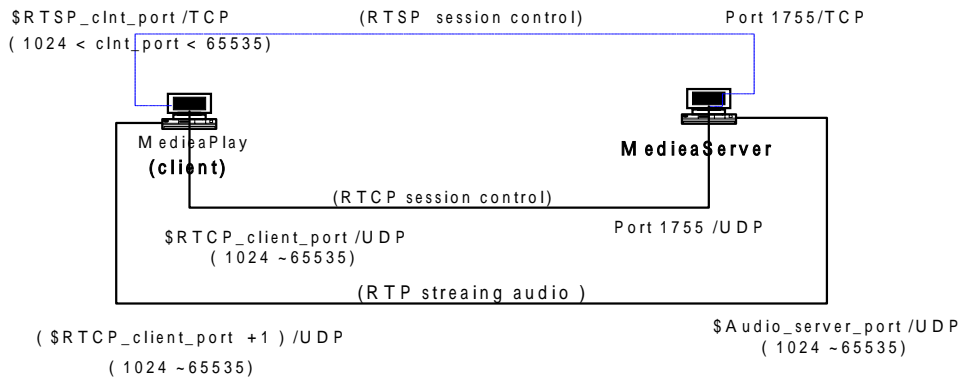 $RTSP_clnt_port /TCP
(RTSP session control)
Port 1755/TCP
( 1024 < clnt_port < 65535)
MedieaPlay
(client)
MedieaServer
(RTCP session control)
$RTCP_client_port /UDP
( 1024 ~65535)
Port 1755 /UDP
(RTP streaing audio )
( $RTCP_client_port +1 ) /UDP
( 1024 ~65535)
$Audio_server_port /UDP
( 1024 ~65535)